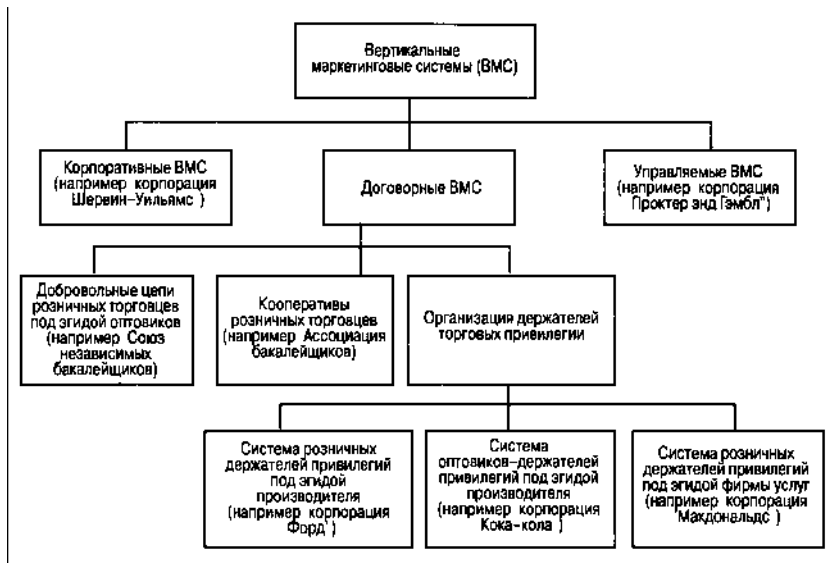 Вертикальные
маркетинговые системы (ВМС)
Корпоративные ВМС
(например корпорация
Шервин-Уильямс )
Договорные ВМС
Управляемые ВМС
(например корпорация
Проктер энд Гэмбл")
Добровольные цепи
розничных торговцев
под эгидой оптовиков
(например Союз
независимых
бакалейщиков)
Кооперативы
розничных торговцев
(например Ассоциация
бакалейщиков)
Организация держателей
торговых привилегии
Система розничных
держателей привилегий
под эгидой
производителя
(например корпорация
Форд )
Система
оптовиков-держателей
привилегий под эгидой
производителя
(например корпорация
Кока-кола )
Система розничных
держателей привилегий
под эгидой фирмы услуг
(например корпорация
Макдональдс )